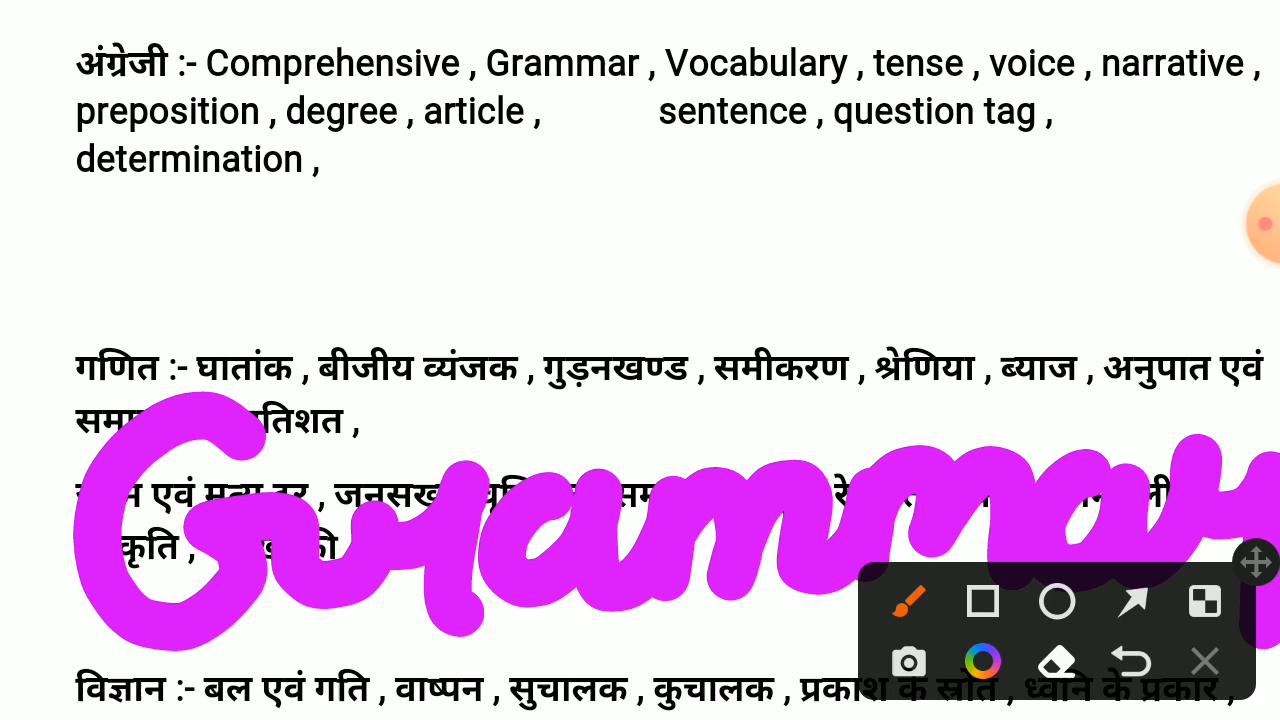 अंग्रेजी :- Comprehensive , Grammar , Vocabulary , tense , voice , narrative ,
preposition , degree , article , sentence , question tag ,
determination ,
गणित :- घातांक , बीजीय व्यंजक , गुड़नखण्ड , समीकरण , श्रेणिया , ब्याज , अनुपात एवं
तिशत ,
एवं मृत्यु दर ,
Grammar
विज्ञान :- बल एवं गति , वाष्पन , सुचालक , कुचालक , प्रकाश के स्रोत , ध्वनि के प्रकार ,